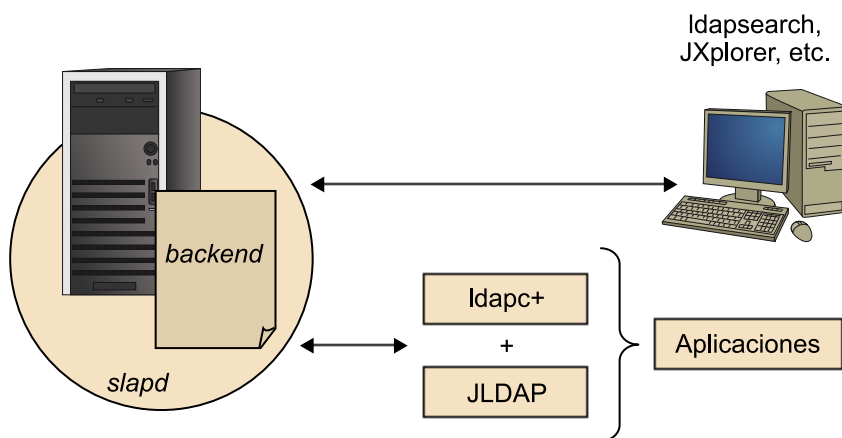 ldapsearch,
JXplorer, etc.
backend
ldapc+
+
Aplicaciones
slapd
JLDAP